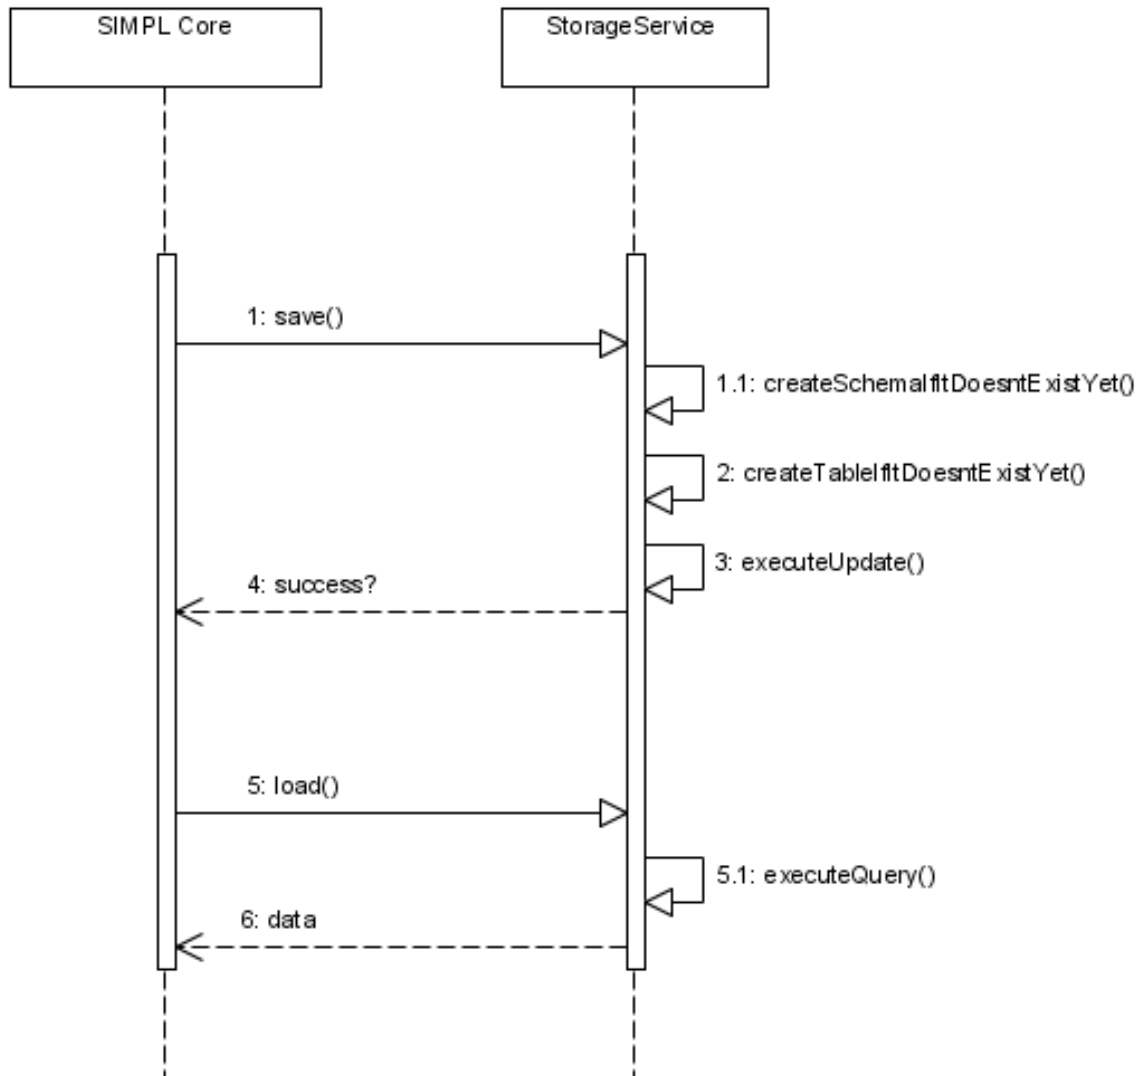 SIMPL Core
StorageService
1: save()
1.1: createSchemaIfItDoesntExistYet()
2: createTableIfItDoesntExistYet()
3: executeUpdate()
4: success?
5: load()
5.1: executeQuery()
6: data